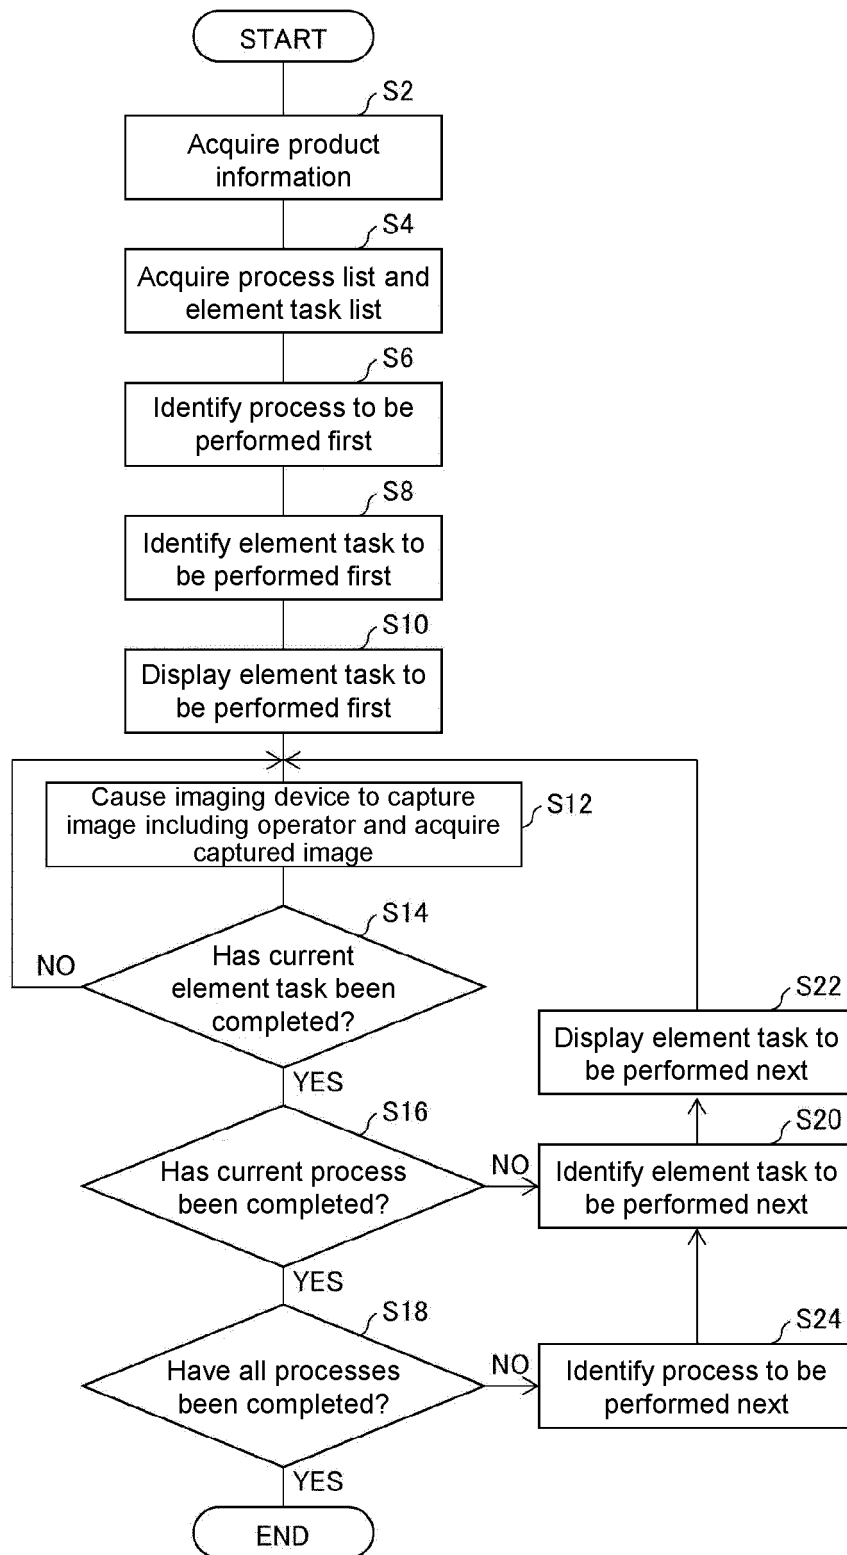 START
S2
Acquire product
information
S4
Acquire process list and
element task list
S6
Identify process to be
performed first
S8
Identify element task to
be performed first
S10
Display element task to
be performed first
S12
Cause imaging device to capture
image including operator and acquire
captured image
S14
Has current
element task been
completed?
NO
YES
S22
Display element task to
be performed next
S16
Has current process
been completed?
NO
YES
S20
Identify element task to
be performed next
S18
Have all processes
been completed?
NO
YES
S24
Identify process to be
performed next
END